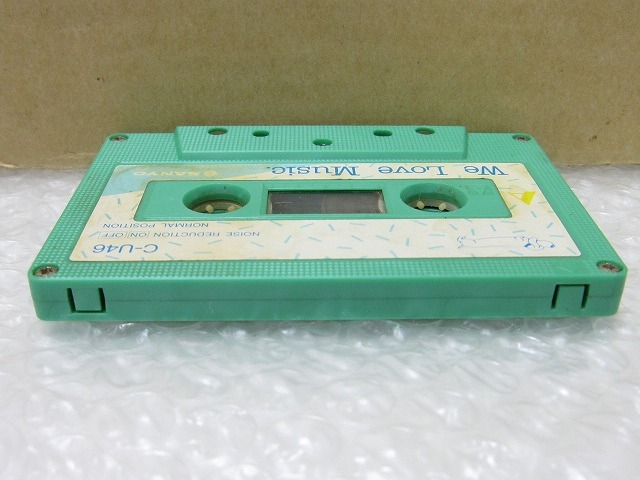 C-U46
NOISE REDUCTION ON OFF
NORMAL POSITION
SANYO
We Love Music.